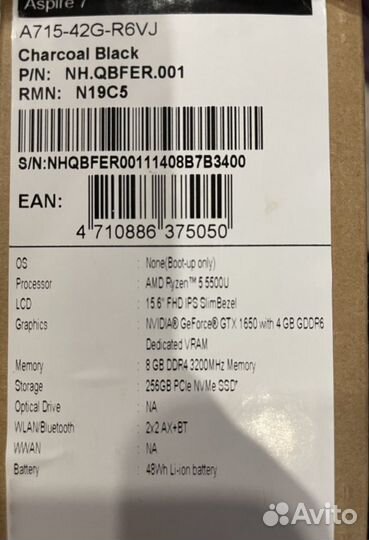 Aspire 7
A715-42G-R6VJ
Charcoal Black
P/N: NH.QBFER.001
RMN: N19C5
S/N:NHQBFER00111408B7B3400
EAN:
4 710886 375050
OS : None(Boot-up only)
Processor : AMD Ryzen™ 5 5500U
LCD : 15.6" FHD IPS SlimBezel
Graphics : NVIDIA® GeForce® GTX 1650 with 4 GB GDDR6
Dedicated VRAM
Memory : 8 GB DDR4 3200MHz Memory
Storage : 256GB PCIe NVMe SSD*
Optical Drive : NA
WLAN/Bluetooth : 2x2 AX+BT
WWAN : NA
Battery : 48Wh Li-ion battery
Avito